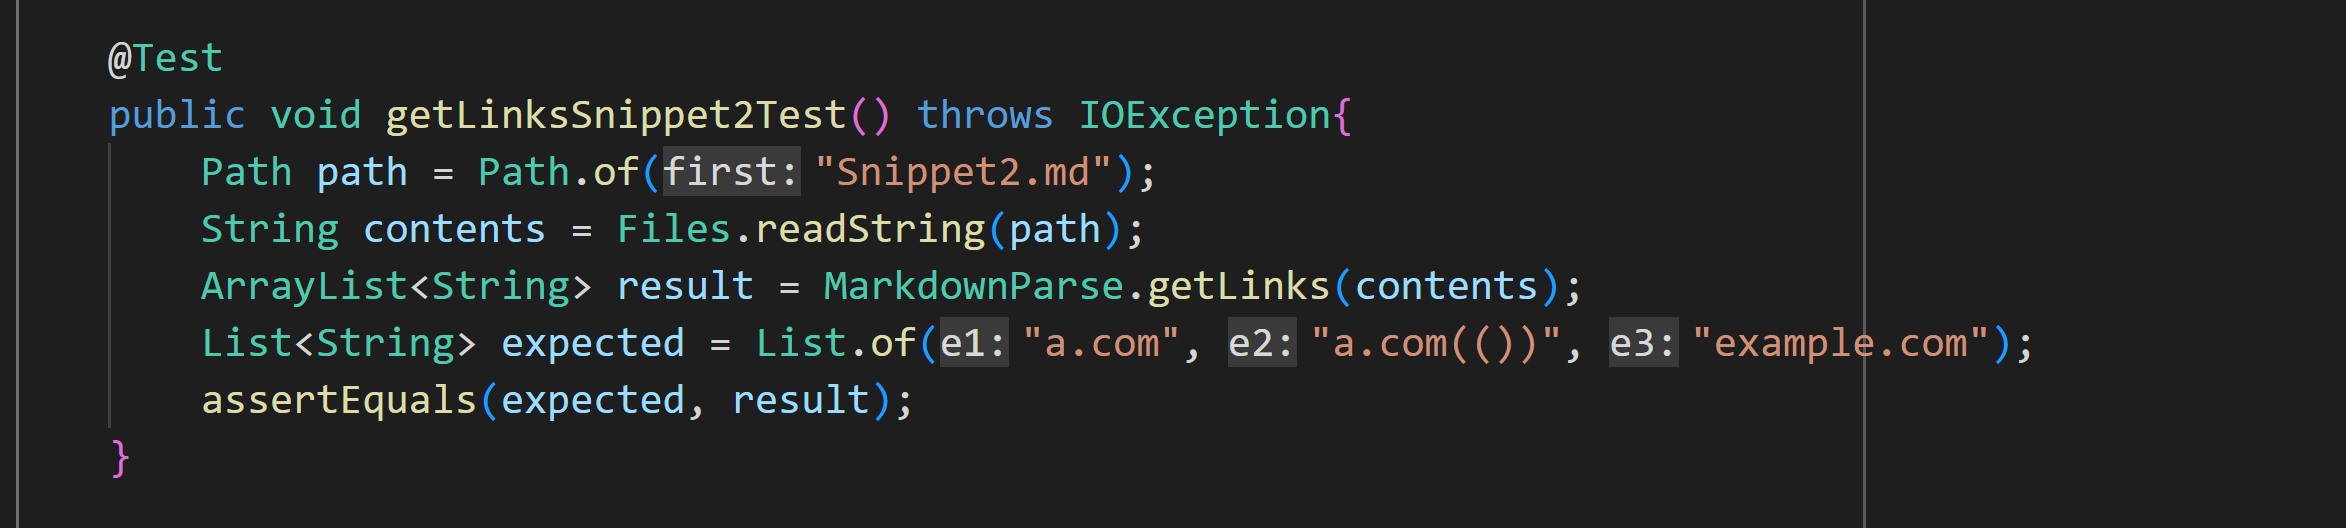 @Test
public void getLinksSnippet2Test() throws IOException{
Path path = Path.of(first: "Snippet2.md");
String contents = Files.readString(path);
ArrayList<String> result = MarkdownParse.getLinks(contents);
List<String> expected = List.of(e1: "a.com", e2: "a.com(())", e3: "example.com");
assertEquals(expected, result);
}